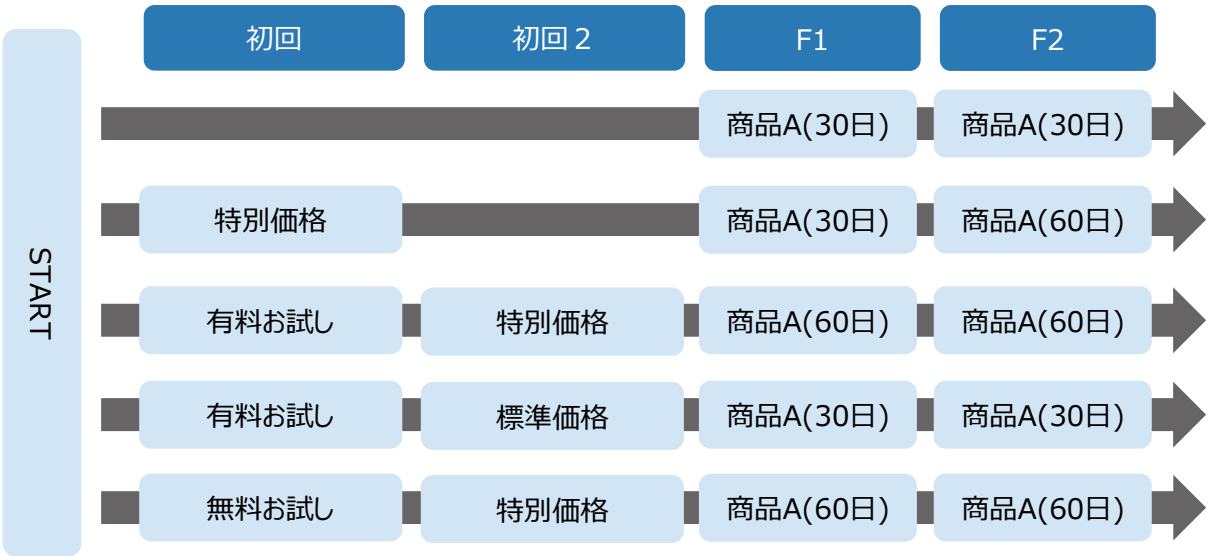 初回
初回２
F1
F2
START
商品A(30日)
商品A(30日)
特別価格
商品A(30日)
商品A(60日)
有料お試し
特別価格
商品A(60日)
商品A(60日)
有料お試し
標準価格
商品A(30日)
商品A(30日)
無料お試し
特別価格
商品A(60日)
商品A(60日)